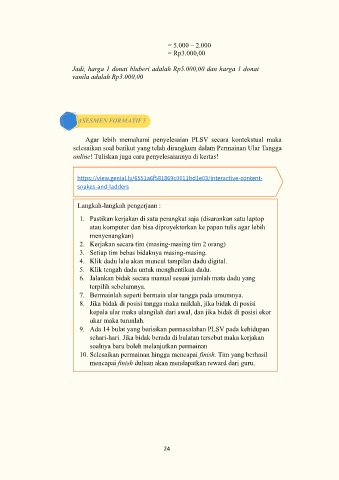 = 5.000 – 2.000
= Rp3.000,00
Jadi, harga 1 donat bluberi adalah Rp5.000,00 dan harga 1 donat
vanila adalah Rp3.000,00
ASESMEN FORMATIF 5
Agar lebih memahami penyelesaian PLSV secara kontekstual maka
selesaikan soal berikut yang telah dirangkum dalam Permainan Ular Tangga
online! Tuliskan juga cara penyelesaiannya di kertas!
https://view.genial.ly/6551a6f581869c0011bd1e03/interactive-content-
snakes-and-ladders
Langkah-langkah pengerjaan :
1. Pastikan kerjakan di satu perangkat saja (disarankan satu laptop
atau komputer dan bisa diproyektorkan ke papan tulis agar lebih
menyenangkan)
2. Kerjakan secara tim (masing-masing tim 2 orang)
3. Setiap tim bebas bidaknya masing-masing.
4. Klik dadu lalu akan muncul tampilan dadu digital.
5. Klik tengah dadu untuk menghentikan dadu.
6. Jalankan bidak secara manual sesuai jumlah mata dadu yang
terpilih sebelumnya.
7. Bermainlah seperti bermain ular tangga pada umumnya.
8. Jika bidak di posisi tangga maka naiklah, jika bidak di posisi
kepala ular maka ulangilah dari awal, dan jika bidak di posisi ekor
ukar maka turunlah.
9. Ada 14 bulat yang berisikan permasalahan PLSV pada kehidupan
sehari-hari. Jika bidak berada di bulatan tersebut maka kerjakan
soalnya baru boleh melanjutkan permainan
10. Selesaikan permainan hingga mencapai finish. Tim yang berhasil
mencapai finish duluan akan mendapatkan reward dari guru.
24